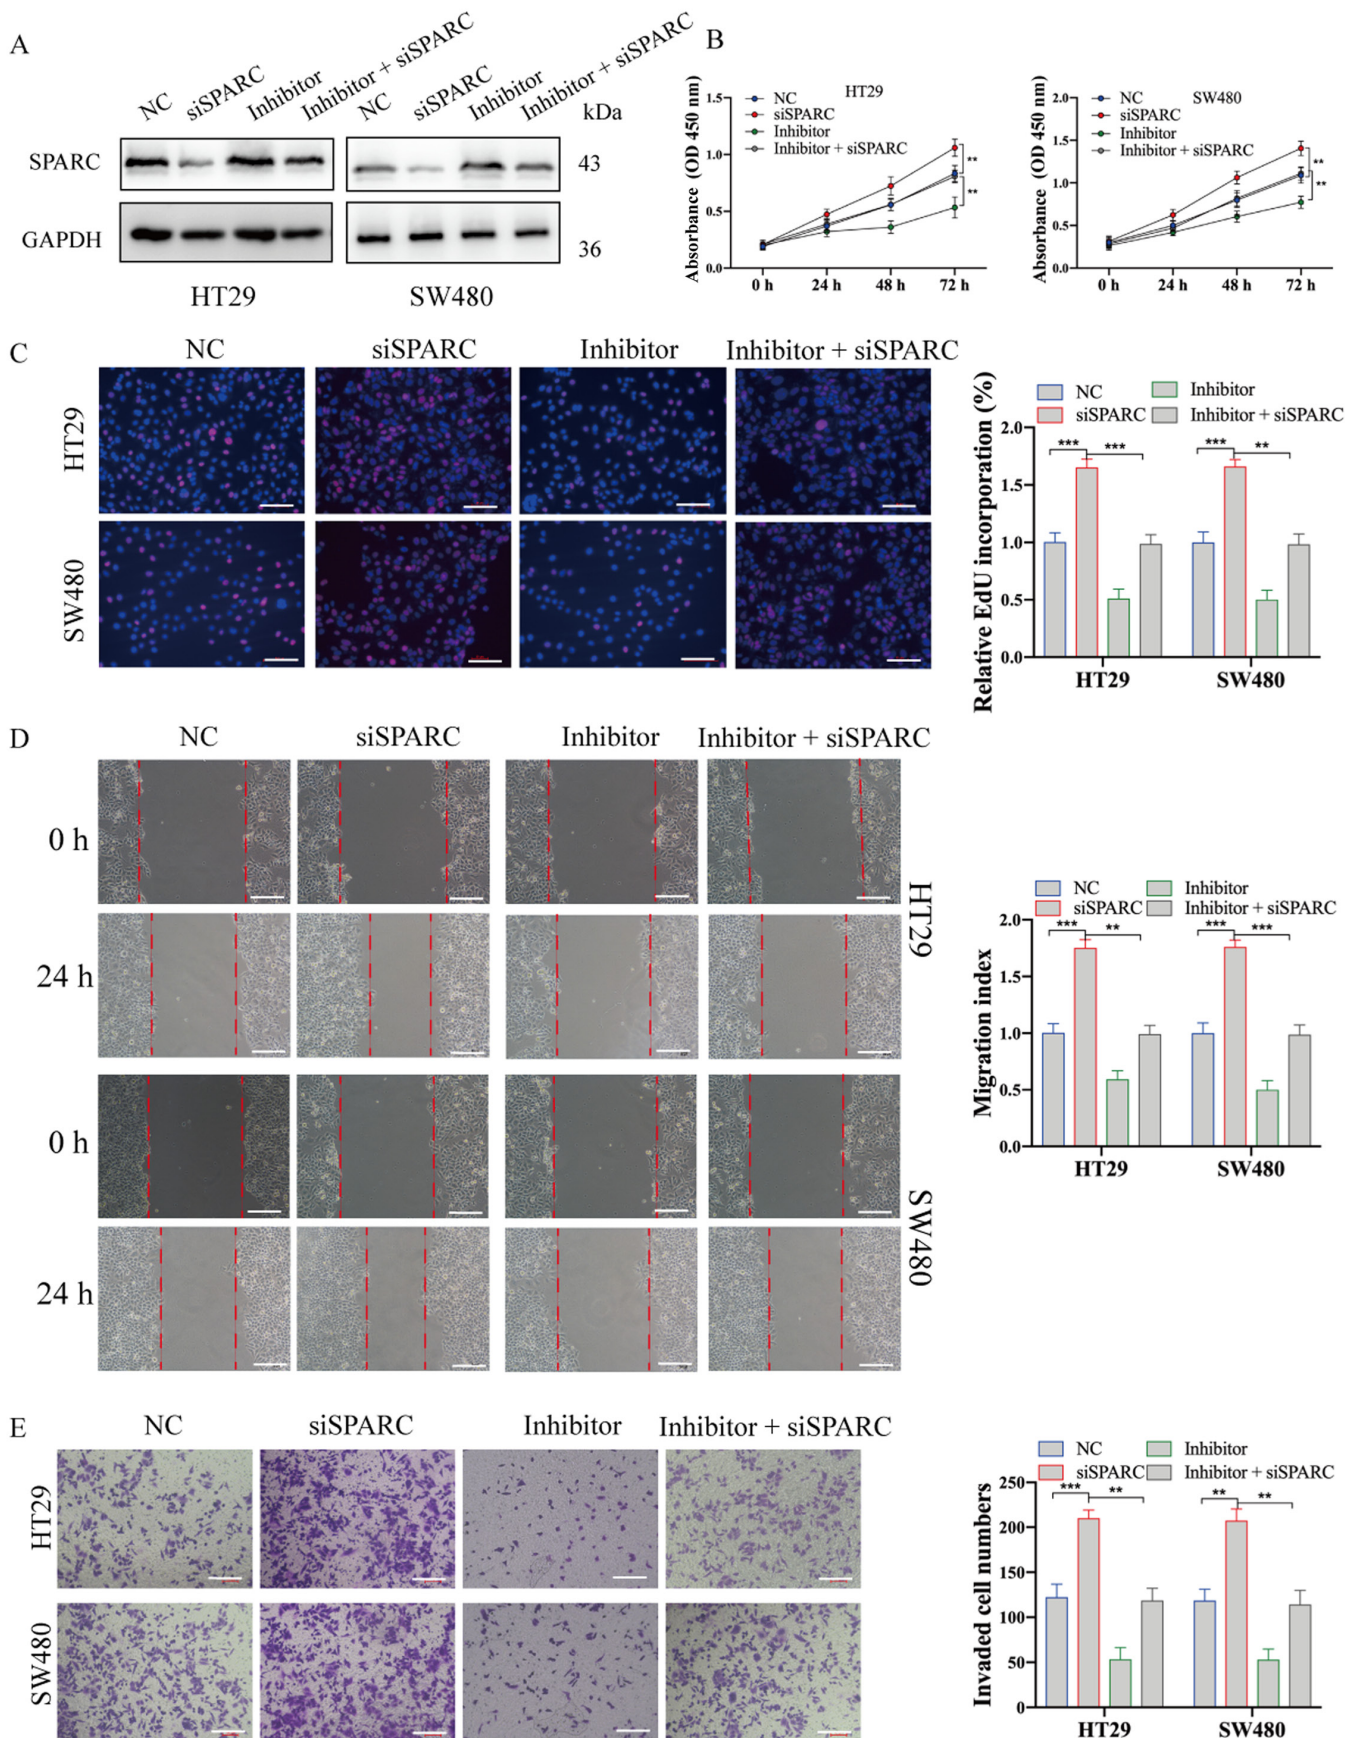 A
NC
siSPARC
Inhibitor
Inhibitor + siSPARC
NC
siSPARC
Inhibitor
Inhibitor + siSPARC
kDa
SPARC
43
GAPDH
36
HT29
SW480
B
Absorbance (OD 450 nm)
1.5
1.0
0.5
0.0
NC
siSPARC
Inhibitor
Inhibitor + siSPARC
HT29
**
**
0 h
24 h
48 h
72 h
Absorbance (OD 450 nm)
2.0
1.5
1.0
0.5
0.0
NC
siSPARC
Inhibitor
Inhibitor + siSPARC
SW480
**
**
0 h
24 h
48 h
72 h
C
NC
siSPARC
Inhibitor
Inhibitor + siSPARC
HT29
SW480
Relative EdU incorporation (%)
NC
Inhibitor
siSPARC
Inhibitor + siSPARC
2.0
1.5
1.0
0.5
0.0
***
***
***
**
HT29
SW480
D
NC
siSPARC
Inhibitor
Inhibitor + siSPARC
0 h
24 h
HT29
0 h
24 h
SW480
Migration index
NC
Inhibitor
siSPARC
Inhibitor + siSPARC
2.0
1.5
1.0
0.5
0.0
***
**
***
***
HT29
SW480
E
NC
siSPARC
Inhibitor
Inhibitor + siSPARC
HT29
SW480
Invaded cell numbers
NC
Inhibitor
siSPARC
Inhibitor + siSPARC
250
200
150
100
50
0
***
**
**
**
HT29
SW480